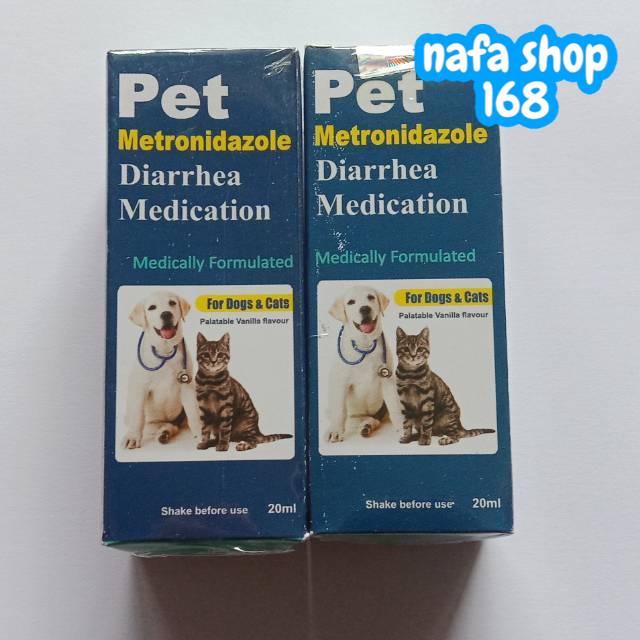 nafa shop
168
Pet
Metronidazole
Diarrhea
Medication
Medically Formulated
For Dogs & Cats
Palatable Vanilla flavour
Shake before use 20ml
Pet
Metronidazole
Diarrhea
Medication
Medically Formulated
For Dogs & Cats
Palatable Vanilla flavour
Shake before use 20ml